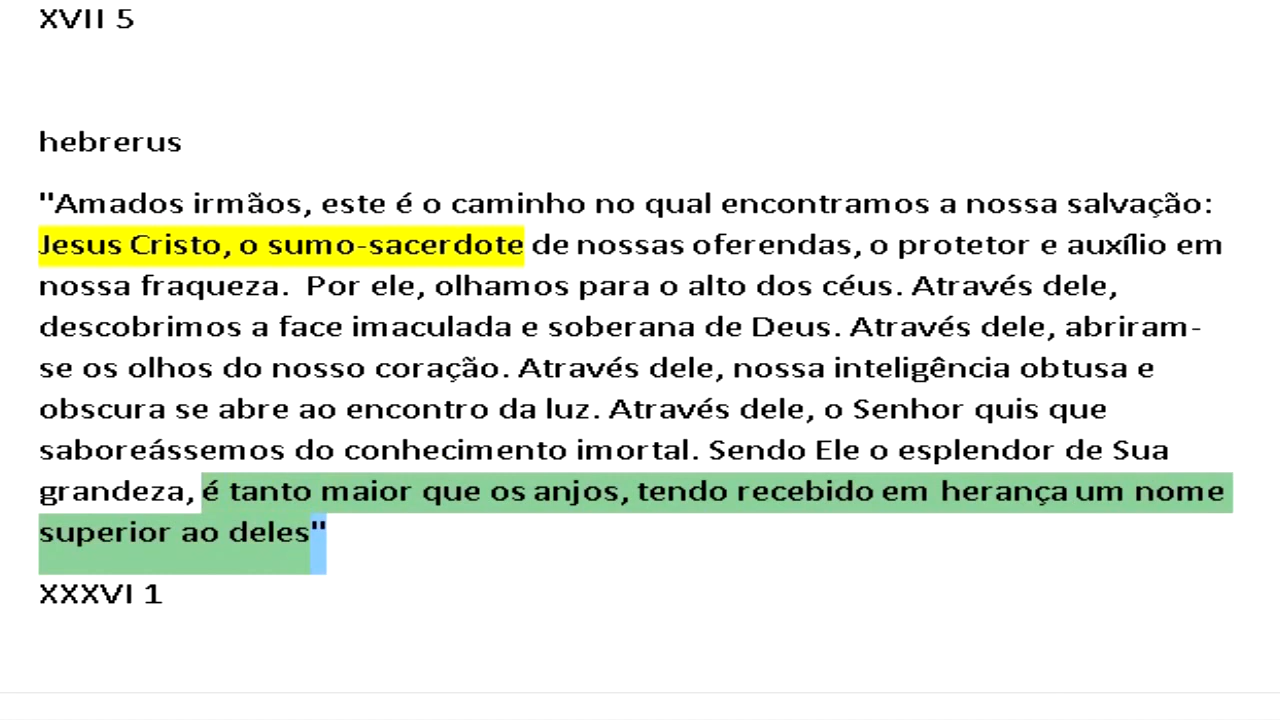 XVII 5
hebrerus
"Amados irmãos, este é o caminho no qual encontramos a nossa salvação:
Jesus Cristo, o sumo-sacerdote de nossas oferendas, o protetor e auxílio em
nossa fraqueza.  Por ele, olhamos para o alto dos céus. Através dele,
descobrimos a face imaculada e soberana de Deus. Através dele, abriram-
se os olhos do nosso coração. Através dele, nossa inteligência obtusa e
obscura se abre ao encontro da luz. Através dele, o Senhor quis que
saboreássemos do conhecimento imortal. Sendo Ele o esplendor de Sua
grandeza, é tanto maior que os anjos, tendo recebido em herança um nome
superior ao deles"
XXXVI 1